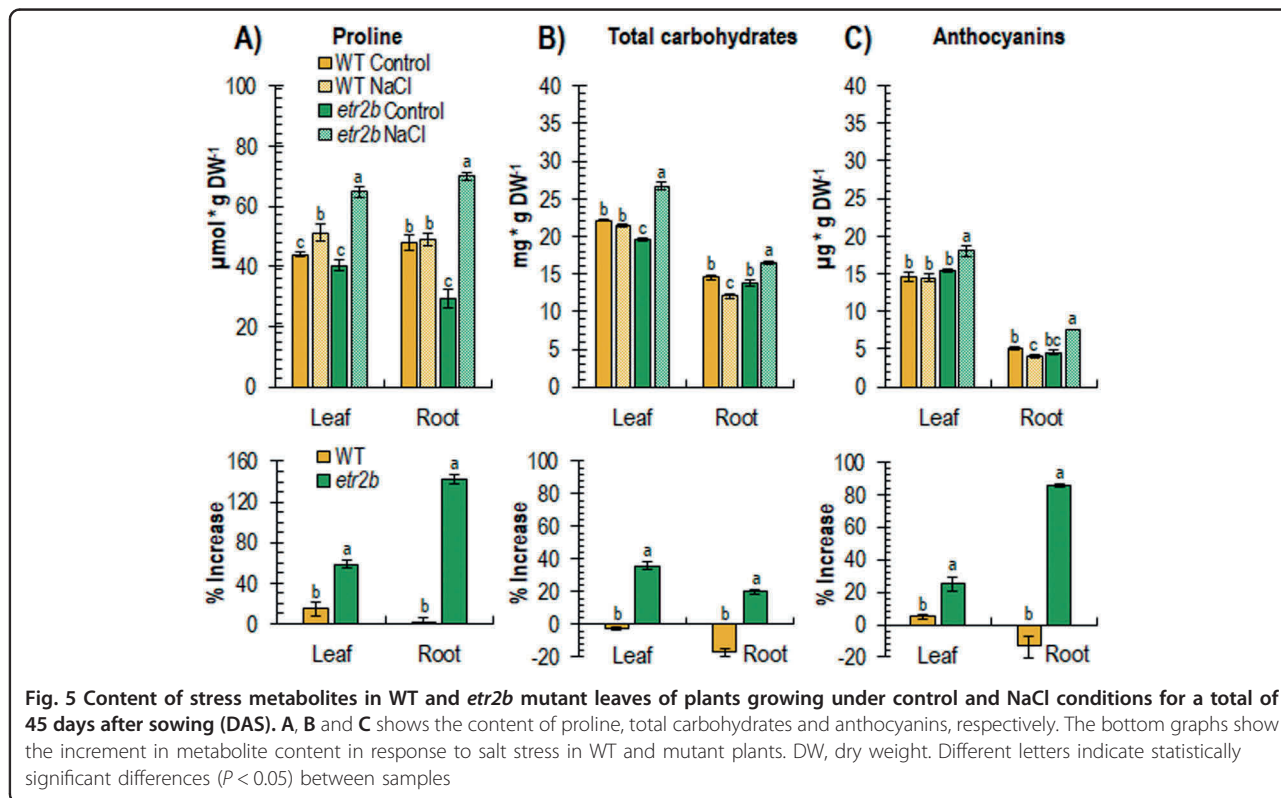 A) Proline
WT Control
WT NaCl
etr2b Control
etr2b NaCl
µmol * g DW-1
100
80
60
40
20
0
c b c a
b b c a
Leaf Root
B) Total carbohydrates
mg * g DW-1
40
35
30
25
20
15
10
5
0
b b c a
b c b a
Leaf Root
C) Anthocyanins
µg * g DW-1
40
35
30
25
20
15
10
5
0
b b b a
b c bc a
Leaf Root
WT
etr2b
% Increase
160
120
80
40
0
b a
b a
Leaf Root
% Increase
100
80
60
40
20
0
-20
b a
b a
Leaf Root
% Increase
100
80
60
40
20
0
-20
b a
b a
Leaf Root
Fig. 5 Content of stress metabolites in WT and etr2b mutant leaves of plants growing under control and NaCl conditions for a total of
45 days after sowing (DAS). A, B and C shows the content of proline, total carbohydrates and anthocyanins, respectively. The bottom graphs show
the increment in metabolite content in response to salt stress in WT and mutant plants. DW, dry weight. Different letters indicate statistically
significant differences (P < 0.05) between samples